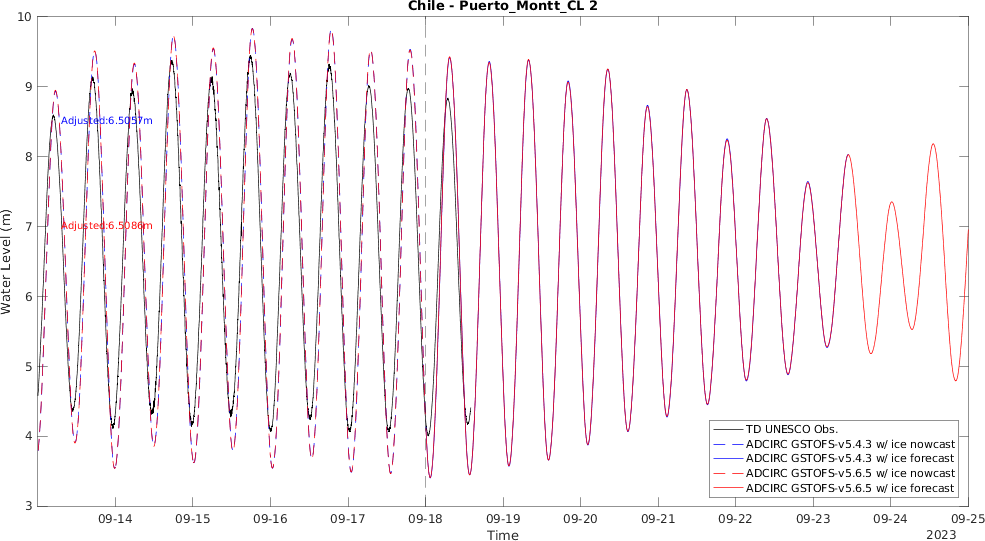 Chile - Puerto_Montt_CL 2
10
9
8
7
6
5
4
3
Water Level (m)
Adjusted:6.5057m
Adjusted:6.5086m
TD UNESCO Obs.
ADCIRC GSTOFS-v5.4.3 w/ ice nowcast
ADCIRC GSTOFS-v5.4.3 w/ ice forecast
ADCIRC GSTOFS-v5.6.5 w/ ice nowcast
ADCIRC GSTOFS-v5.6.5 w/ ice forecast
09-14 09-15 09-16 09-17 09-18 09-19 09-20 09-21 09-22 09-23 09-24 09-25
Time
2023